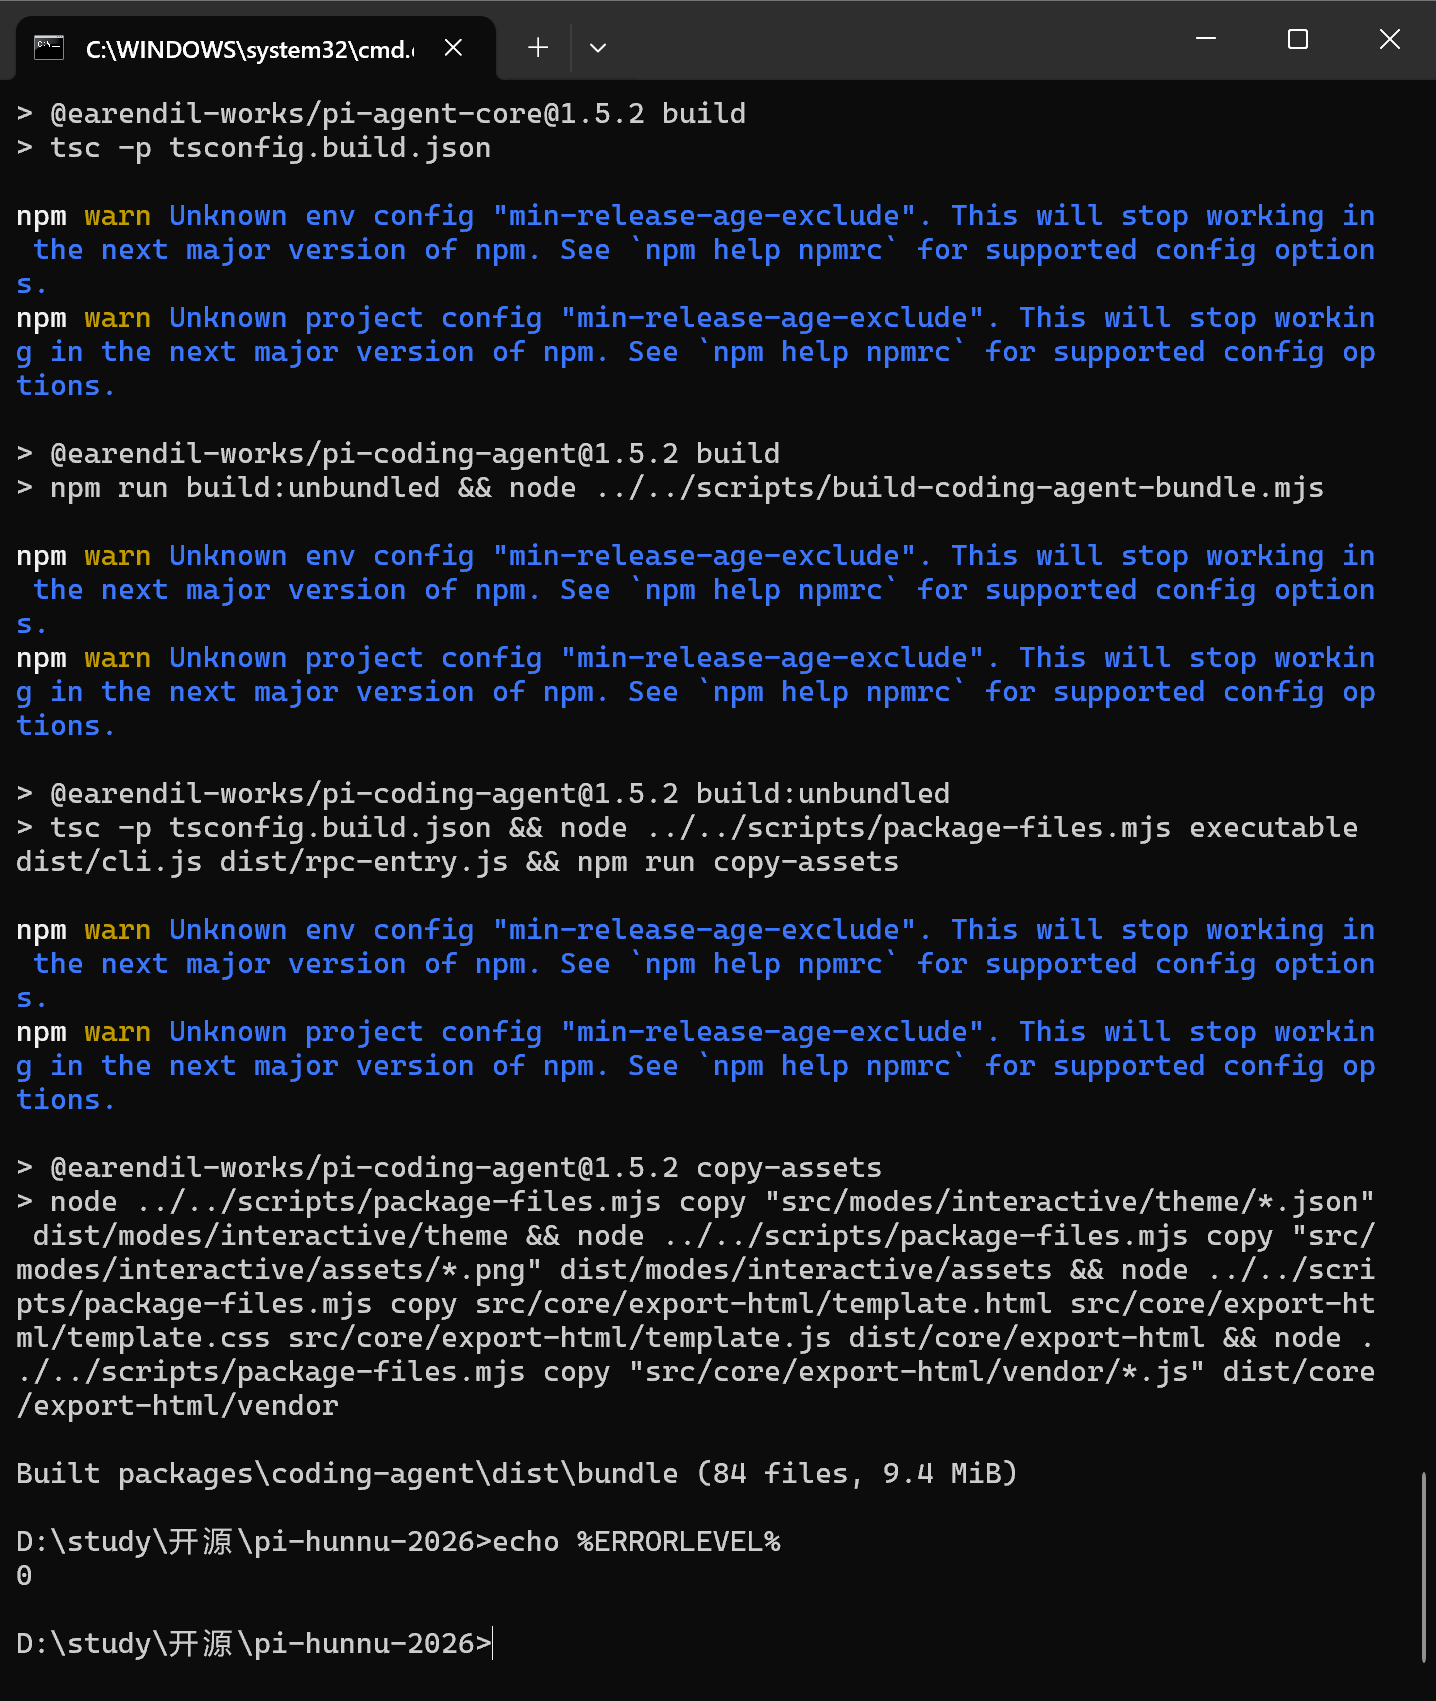 C:\WINDOWS\system32\cmd.
> @earendil-works/pi-agent-core@1.5.2 build
> tsc -p tsconfig.build.json
npm warn Unknown env config "min-release-age-exclude". This will stop working in
 the next major version of npm. See `npm help npmrc` for supported config option
s.
npm warn Unknown project config "min-release-age-exclude". This will stop workin
g in the next major version of npm. See `npm help npmrc` for supported config op
tions.
> @earendil-works/pi-coding-agent@1.5.2 build
> npm run build:unbundled && node ../../scripts/build-coding-agent-bundle.mjs
npm warn Unknown env config "min-release-age-exclude". This will stop working in
 the next major version of npm. See `npm help npmrc` for supported config option
s.
npm warn Unknown project config "min-release-age-exclude". This will stop workin
g in the next major version of npm. See `npm help npmrc` for supported config op
tions.
> @earendil-works/pi-coding-agent@1.5.2 build:unbundled
> tsc -p tsconfig.build.json && node ../../scripts/package-files.mjs executable
dist/cli.js dist/rpc-entry.js && npm run copy-assets
npm warn Unknown env config "min-release-age-exclude". This will stop working in
 the next major version of npm. See `npm help npmrc` for supported config option
s.
npm warn Unknown project config "min-release-age-exclude". This will stop workin
g in the next major version of npm. See `npm help npmrc` for supported config op
tions.
> @earendil-works/pi-coding-agent@1.5.2 copy-assets
> node ../../scripts/package-files.mjs copy "src/modes/interactive/theme/*.json"
 dist/modes/interactive/theme && node ../../scripts/package-files.mjs copy "src/
modes/interactive/assets/*.png" dist/modes/interactive/assets && node ../../scri
pts/package-files.mjs copy src/core/export-html/template.html src/core/export-ht
ml/template.css src/core/export-html/template.js dist/core/export-html && node .
./../scripts/package-files.mjs copy "src/core/export-html/vendor/*.js" dist/core
/export-html/vendor
Built packages\coding-agent\dist\bundle (84 files, 9.4 MiB)
D:\study\开源\pi-hunnu-2026>echo %ERRORLEVEL%
0
D:\study\开源\pi-hunnu-2026>